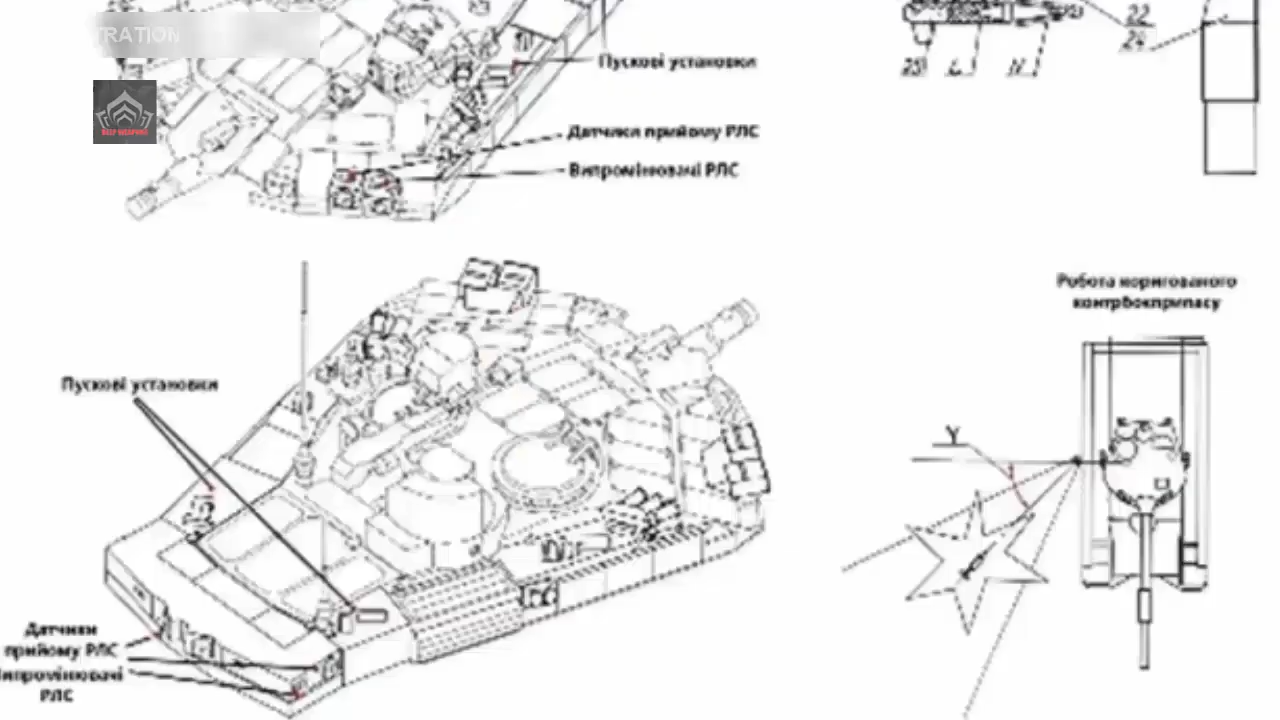 TRATION
Пускові установки
Датчики прийому РЛС
Випромінювачі РЛС
22
24
Робота коригованого
контрбоєприпасу
Пускові установки
Y
Датчики
прийому РЛС
Випромінювачі
РЛС